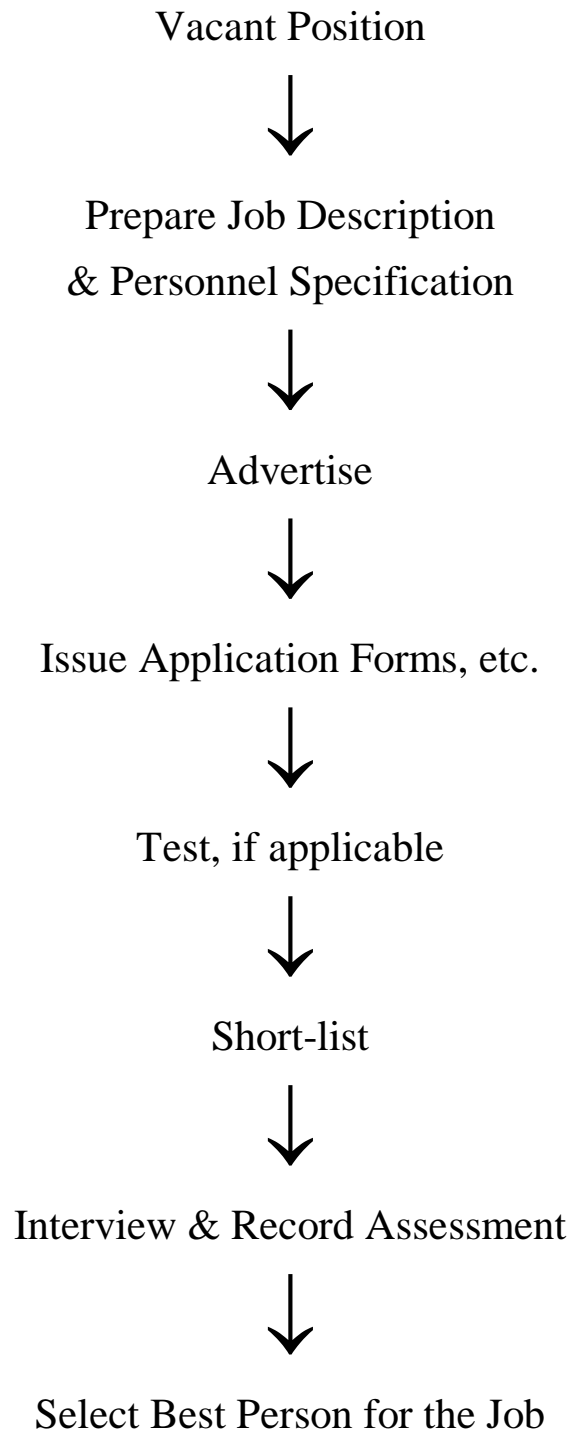 Vacant Position
Prepare Job Description
& Personnel Specification
Advertise
Issue Application Forms, etc.
Test, if applicable
Short-list
Interview & Record Assessment
Select Best Person for the Job